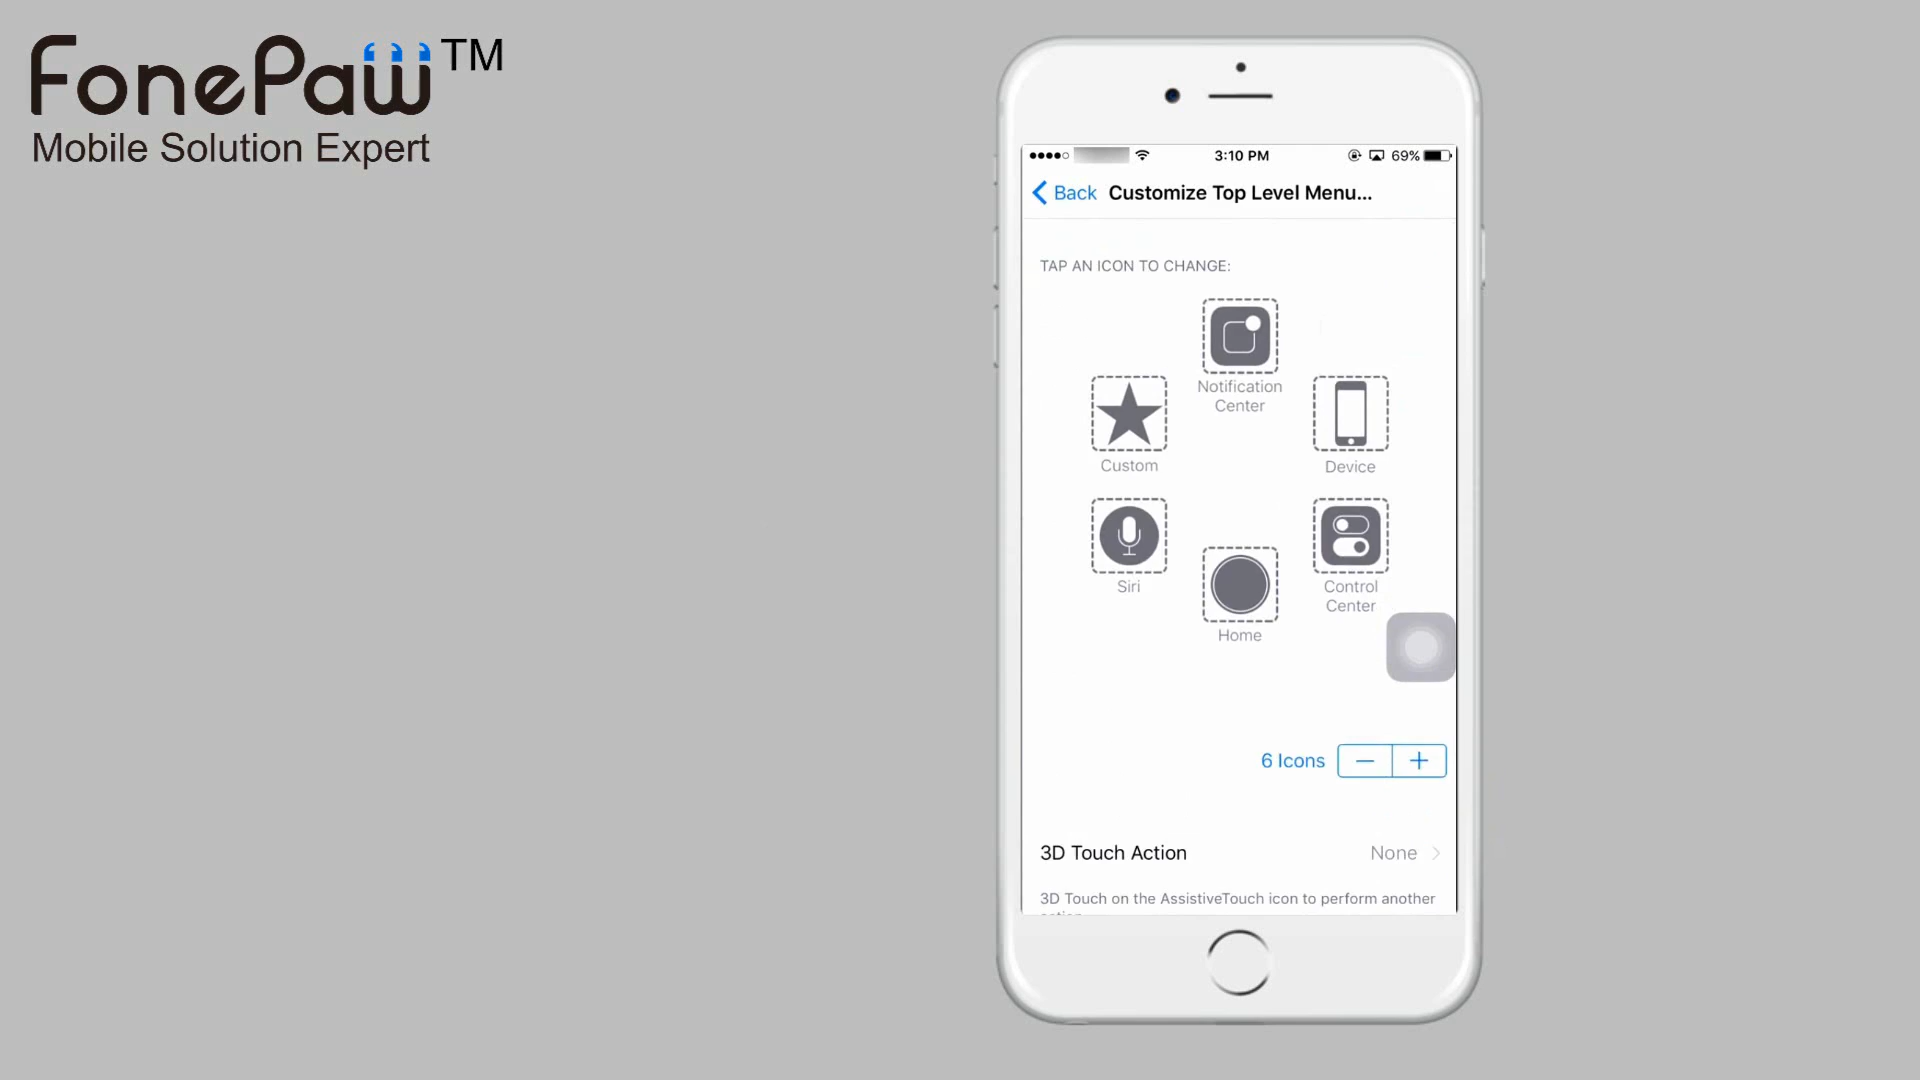 FonePaw™
Mobile Solution Expert
3:10 PM
69%
Back Customize Top Level Menu...
TAP AN ICON TO CHANGE:
Notification
Center
Custom
Device
Siri
Control
Center
Home
6 Icons
3D Touch Action None
3D Touch on the AssistiveTouch icon to perform another